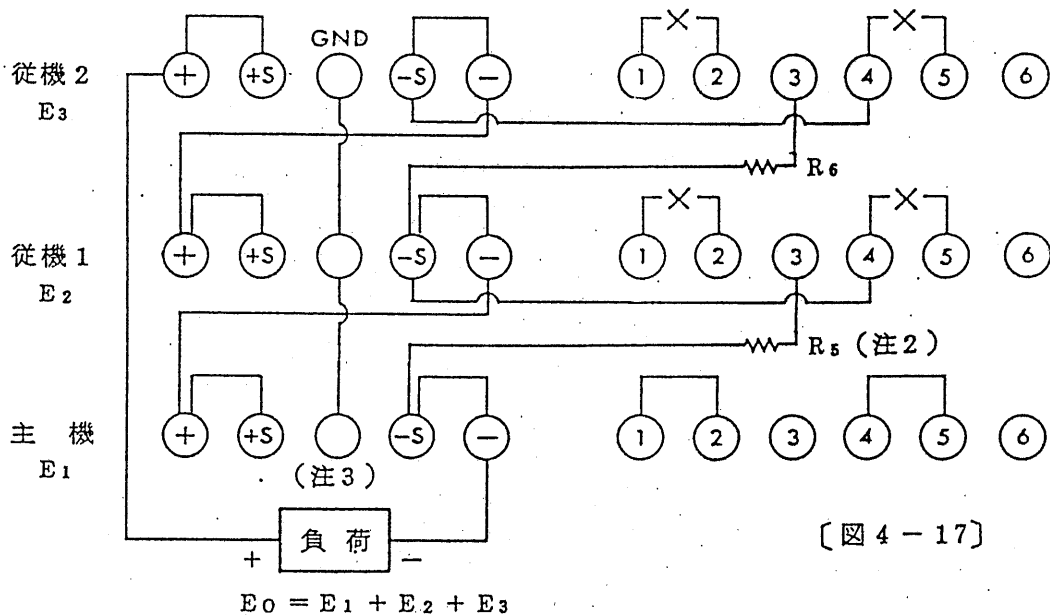 GND
従機2 + +S -S - 1 2 3 4 5 6
E₃
R₆
従機1 + +S -S - 1 2 3 4 5 6
E₂
R₅ (注2)
主 機 + +S -S - 1 2 3 4 5 6
E₁
(注3)
+ 負 荷 -
〔図4-17〕
E₀ = E₁ + E₂ + E₃